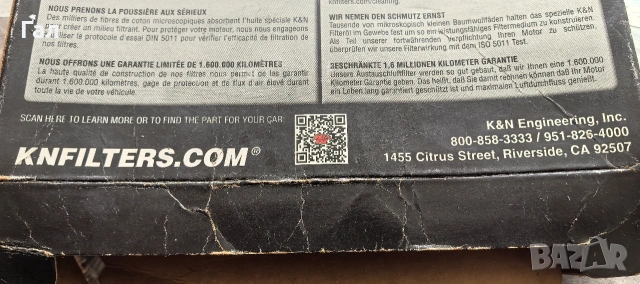 Гал
NOUS PRENONS LA POUSSIÈRE AUX SÉRIEUX
Des milliers de fibres de coton microscopiques absorbent l'huile spéciale K&N
créer un milieu filtrant. Pour protéger votre moteur, nous nous engageons
utiliser le protocole d'essai DIN 5011 afin de vérifier l'efficacité de filtration de
nos filtres.
NOUS OFFRONS UNE GARANTIE LIMITÉE DE 1.600.000 KILOMÈTRES
La haute qualité de construction de nos filtres nous permet de les garantir
durant 1.600.000 kilomètres, gage de protection et de flux d'air élevé durant
toute la vie de votre véhicule.
knfilters.com/cleaning.
WIR NEMEN DEN SCHMUTZ ERNST
Tausende von mikroskopisch kleinen Baumwollfäden halten das spezielle K&N
Filteröl im Gewebe fest um so ein leistungsfähiges Filtermedium zu konstruieren.
Als Teil unserer fortwährenden Verpflichtung Ihren Motor zu schützen,
überprüfen wir unsere Filterwirkung mit dem ISO 5011 Test.
BESCHRÄNKTE 1,6 MILLIONEN KILOMETER GARANTIE
Unsere Austauschluftfilter werden so gut gebaut, daß wir Ihnen eine 1.600.000
Kilometer Garantie geben. Das heißt, daß Sie damit rechnen können daß Ihr Motor
ein Leben lang garantiert geschützt ist und maximalen Luftdurchfluss genießt.
SCAN HERE TO LEARN MORE OR TO FIND THE PART FOR YOUR CAR:
KNFILTERS.COM®
K&N Engineering, Inc.
800-858-3333 / 951-826-4000
1455 Citrus Street, Riverside, CA 92507
BAZAR
bg